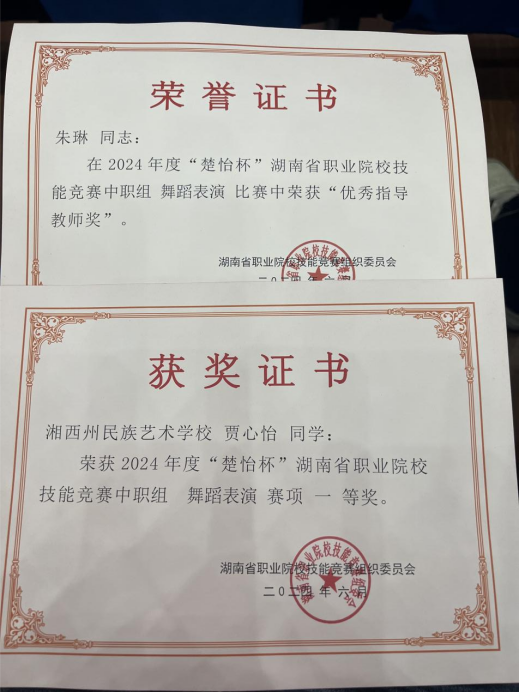 荣誉证书
朱琳 同志：
在 2024 年度“楚怡杯”湖南省职业院校技
能竞赛中职组 舞蹈表演 比赛中荣获“优秀指导
教师奖”。
湖南省职业院校技能竞赛组织委员会
二〇二四 年 六
获奖证书
湘西州民族艺术学校 贾心怡 同学：
荣获 2024 年度“楚怡杯”湖南省职业院校
技能竞赛中职组 舞蹈表演 赛项 一 等奖。
湖南省职业院校技能竞赛组织委员会
二〇二四 年 六 月